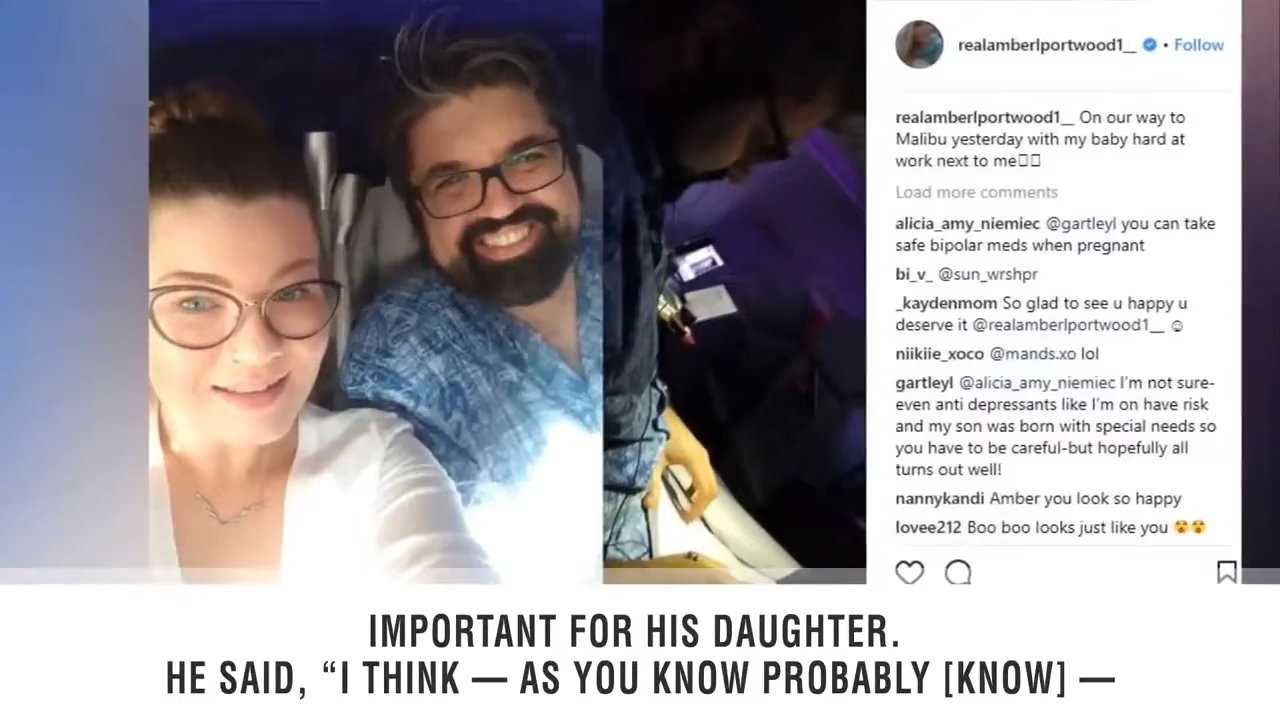 realamberlportwood1__ • Follow
realamberlportwood1__ On our way to
Malibu yesterday with my baby hard at
work next to me
Load more comments
alicia_amy_niemiec @gartleyl you can take
safe bipolar meds when pregnant
bi_v_ @sun_wrshpr
_kaydenmom So glad to see u happy u
deserve it @realamberlportwood1__ ☺
niikiie_xoco @mands.xo lol
gartleyl @alicia_amy_niemiec I'm not sure-
even anti depressants like I'm on have risk
and my son was born with special needs so
you have to be careful-but hopefully all
turns out well!
nannykandi Amber you look so happy
lovee212 Boo boo looks just like you 😲😲
IMPORTANT FOR HIS DAUGHTER.
HE SAID, “I THINK — AS YOU KNOW PROBABLY [KNOW] —